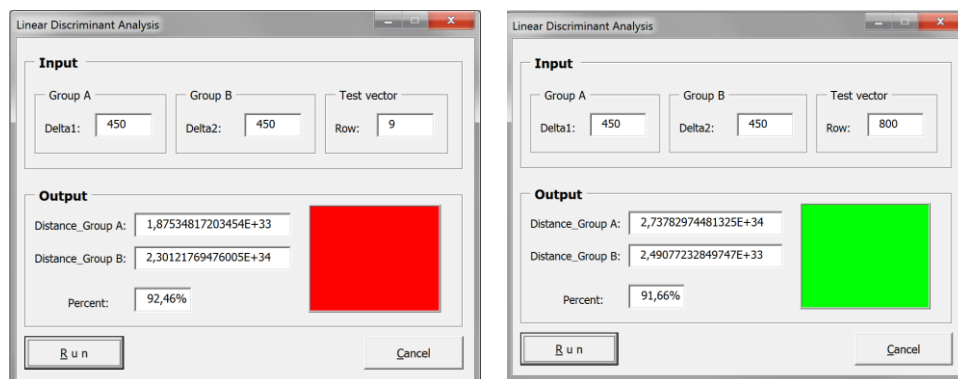 Linear Discriminant Analysis
Input
Group A
Group B
Test vector
Delta1: 450
Delta2: 450
Row: 9
Output
Distance_Group A: 1,87534817203454E+33
Distance_Group B: 2,30121769476005E+34
Percent: 92,46%
R u n
Cancel
Linear Discriminant Analysis
Input
Group A
Group B
Test vector
Delta1: 450
Delta2: 450
Row: 800
Output
Distance_Group A: 2,73782974481325E+34
Distance_Group B: 2,49077232849747E+33
Percent: 91,66%
R u n
Cancel